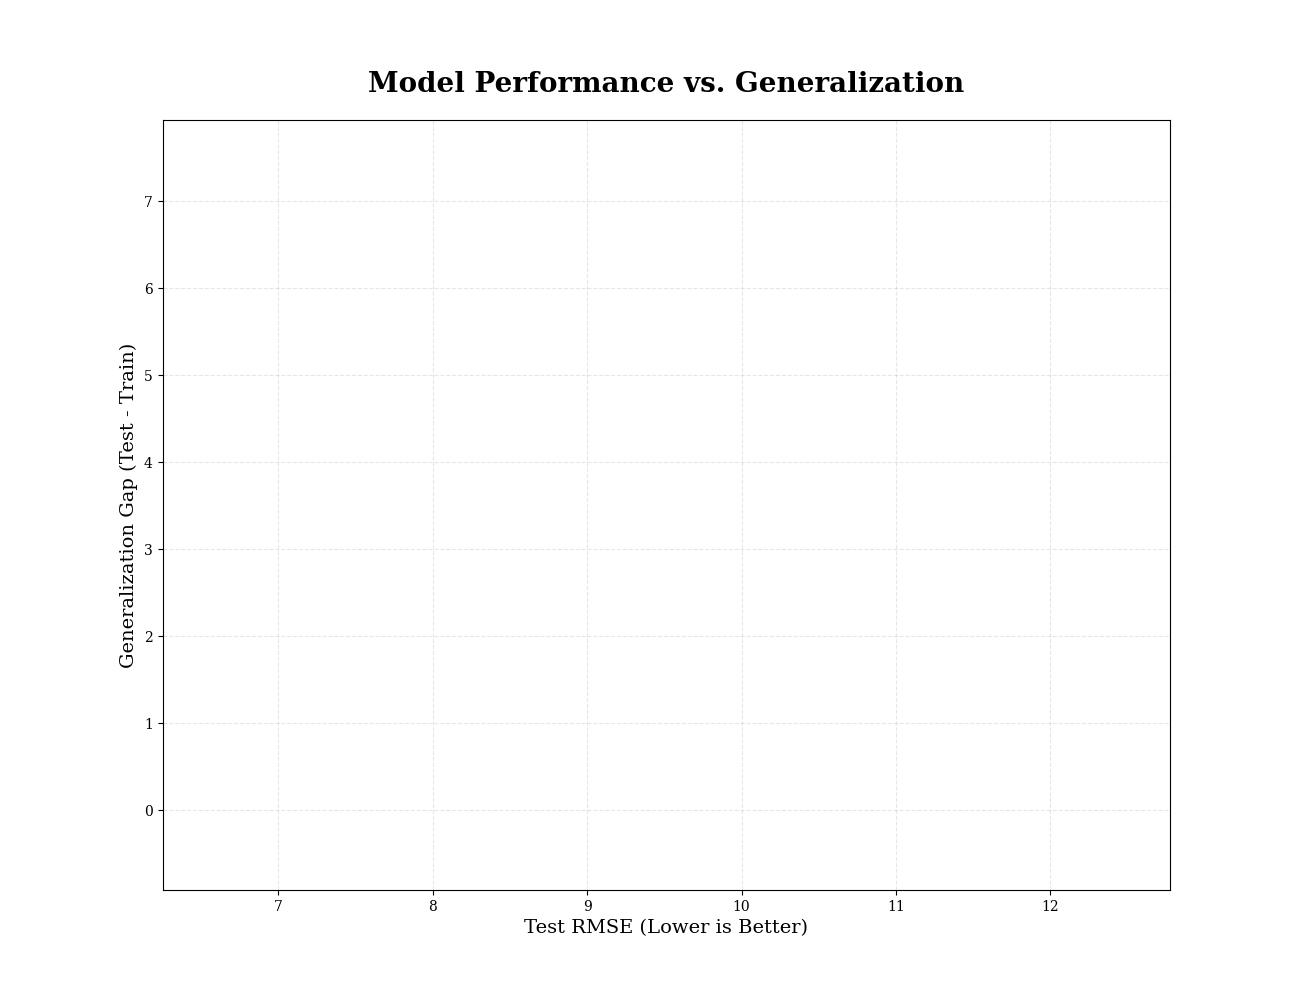 Model Performance vs. Generalization
7
6
5
4
3
2
1
0
Generalization Gap (Test - Train)
7 8 9 10 11 12
Test RMSE (Lower is Better)